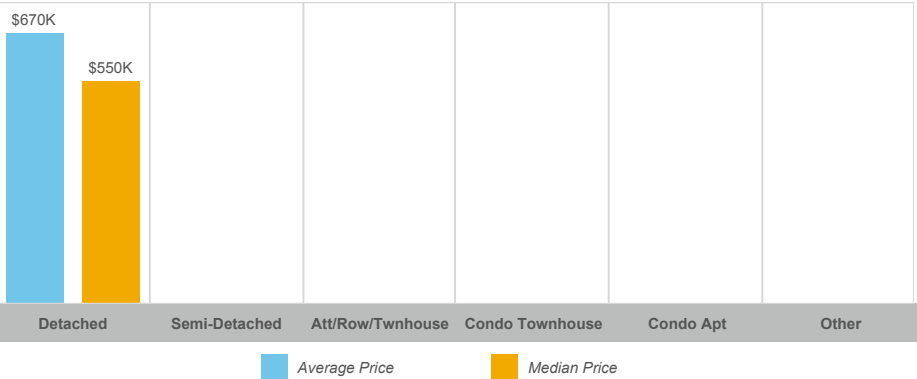 $670K
$550K
Detached Semi-Detached Att/Row/Twnhouse Condo Townhouse Condo Apt Other
Average Price Median Price